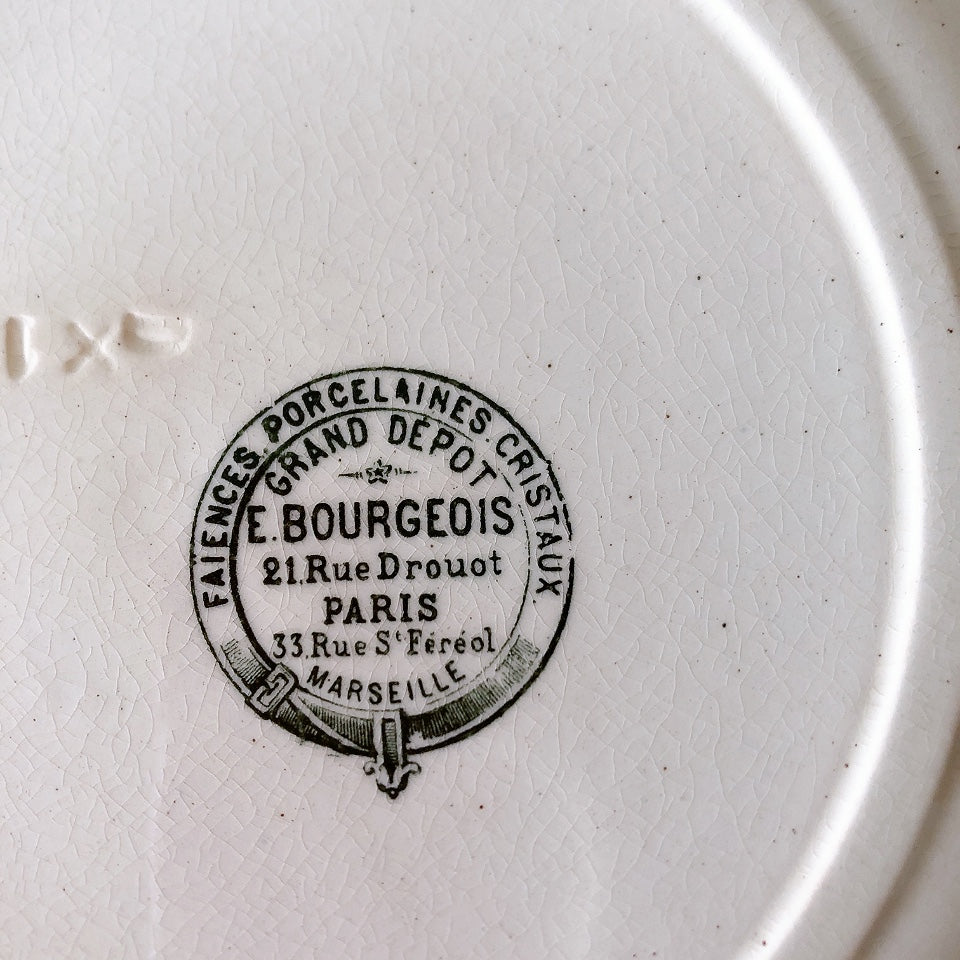 FAIENCES. PORCELAINES. CRISTAUX.
GRAND DÉPOT
E. BOURGEOIS
21. Rue Drouot
PARIS
33. Rue St Féréol
MARSEILLE